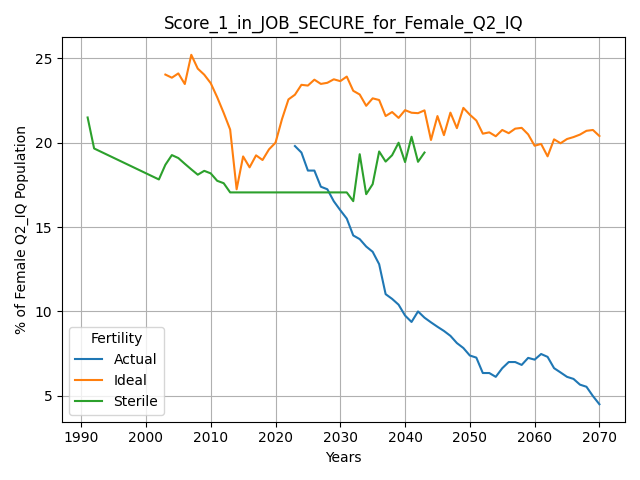 Score_1_in_JOB_SECURE_for_Female_Q2_IQ
% of Female Q2_IQ Population
25
20
15
10
5
Fertility
Actual
Ideal
Sterile
1990 2000 2010 2020 2030 2040 2050 2060 2070
Years